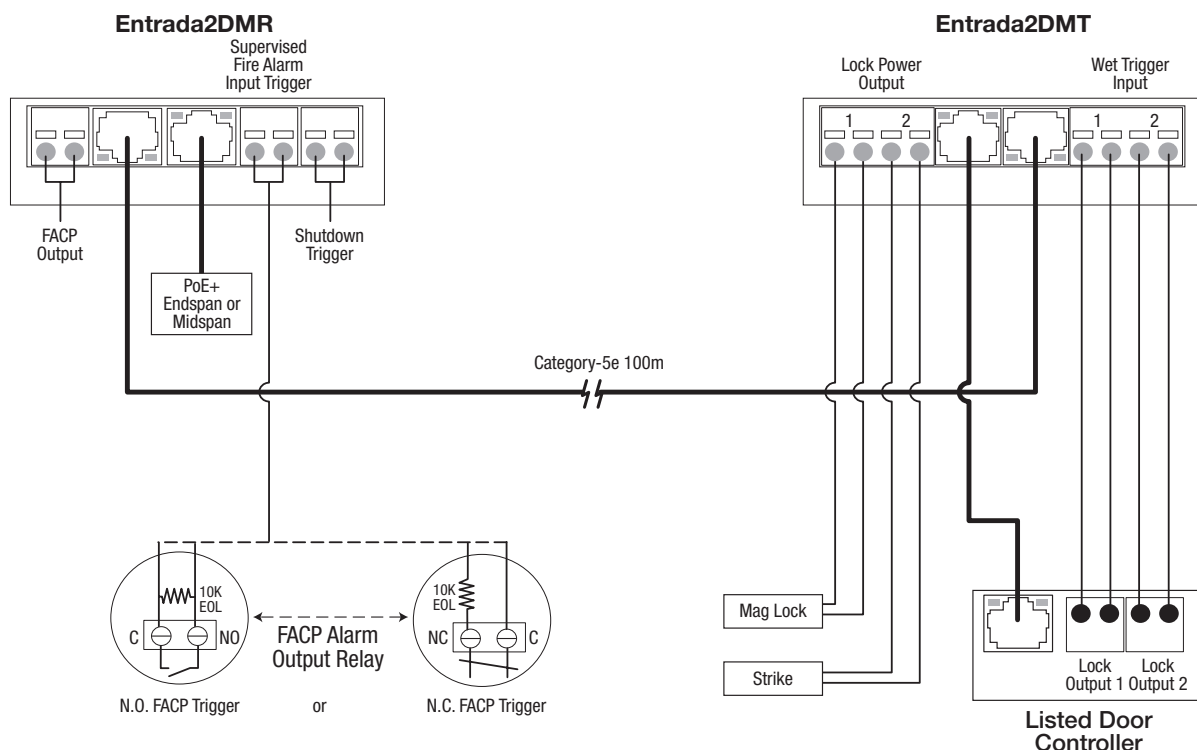 Entrada2DMR
Supervised
Fire Alarm
Input Trigger
FACP
Output
Shutdown
Trigger
PoE+
Endspan or
Midspan
Entrada2DMT
Lock Power
Output
Wet Trigger
Input
1 2
1 2
Category-5e 100m
10K
EOL
C NO
N.O. FACP Trigger
FACP Alarm
Output Relay
or
10K
EOL
NC C
N.C. FACP Trigger
Mag Lock
Strike
Lock
Output 1
Lock
Output 2
Listed Door
Controller